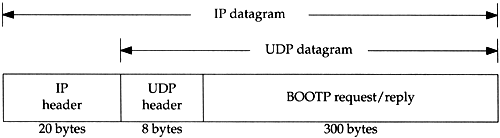 IP datagram
UDP datagram
IP
header
UDP
header
BOOTP request/reply
20 bytes
8 bytes
300 bytes